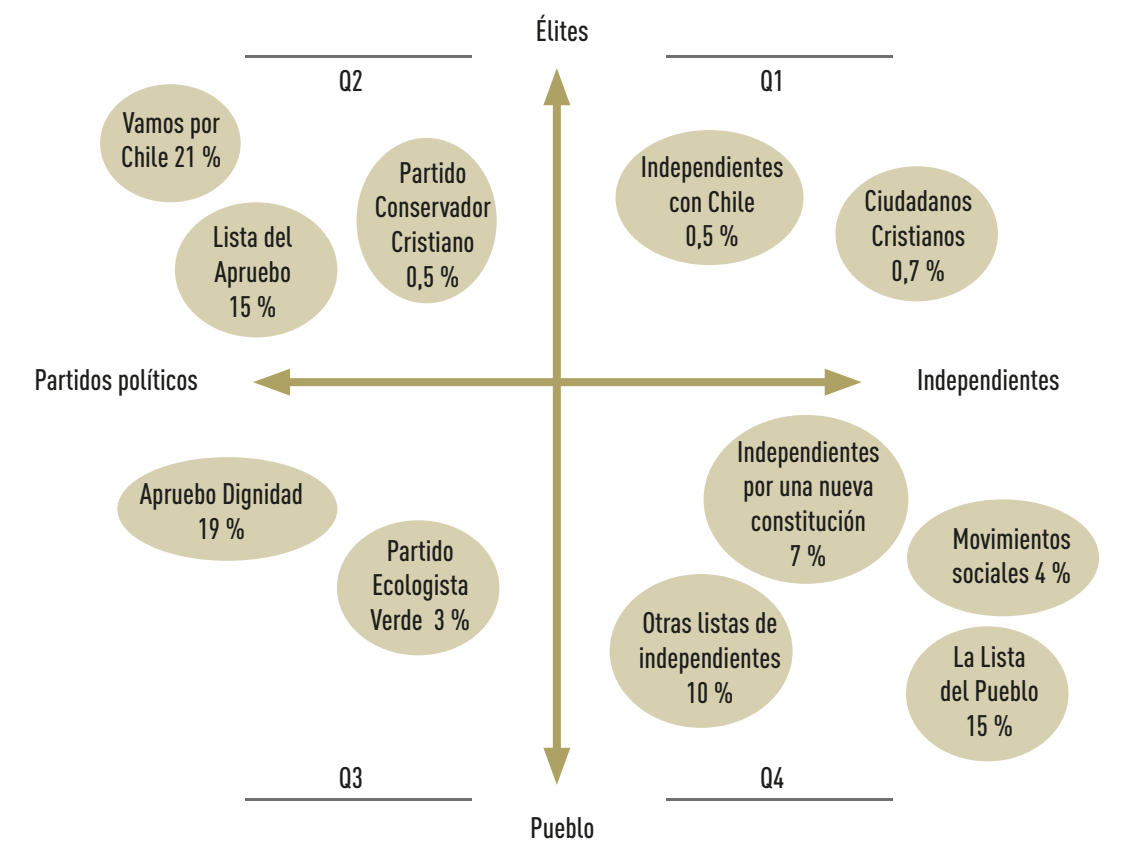 Élites
Q2
Q1
Vamos por
Chile 21 %
Partido
Conservador
Cristiano
0,5 %
Lista del
Apruebo
15 %
Independientes
con Chile
0,5 %
Ciudadanos
Cristianos
0,7 %
Partidos políticos
Independientes
Apruebo Dignidad
19 %
Partido
Ecologista
Verde 3 %
Independientes
por una nueva
constitución
7 %
Movimientos
sociales 4 %
Otras listas de
independientes
10 %
La Lista
del Pueblo
15 %
Q3
Q4
Pueblo